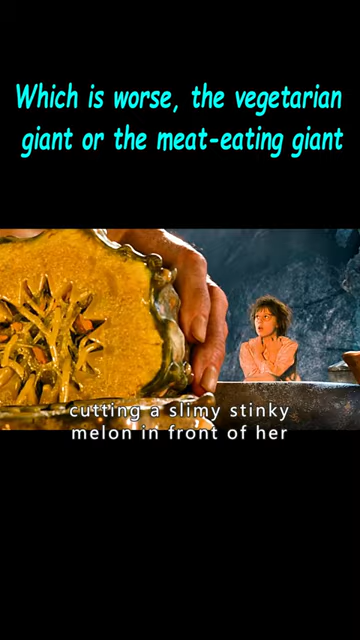 Which is worse, the vegetarian
giant or the meat-eating giant
cutting a slimy stinky
melon in front of her